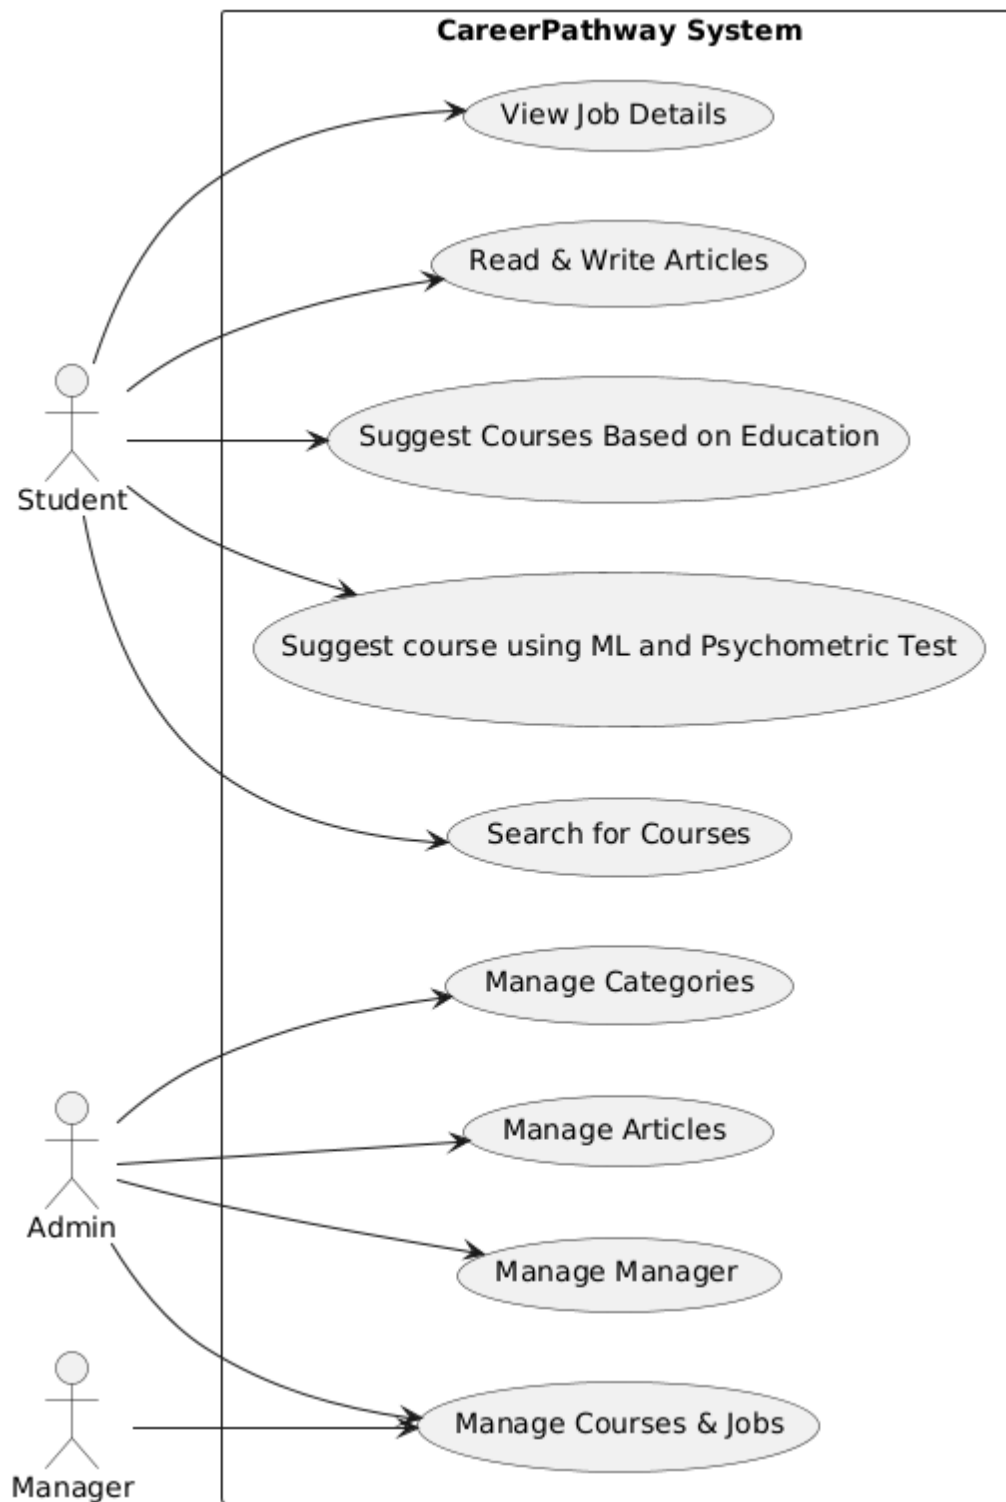 CareerPathway System
View Job Details
Read & Write Articles
Suggest Courses Based on Education
Student
Suggest course using ML and Psychometric Test
Search for Courses
Manage Categories
Manage Articles
Admin
Manage Manager
Manage Courses & Jobs
Manager